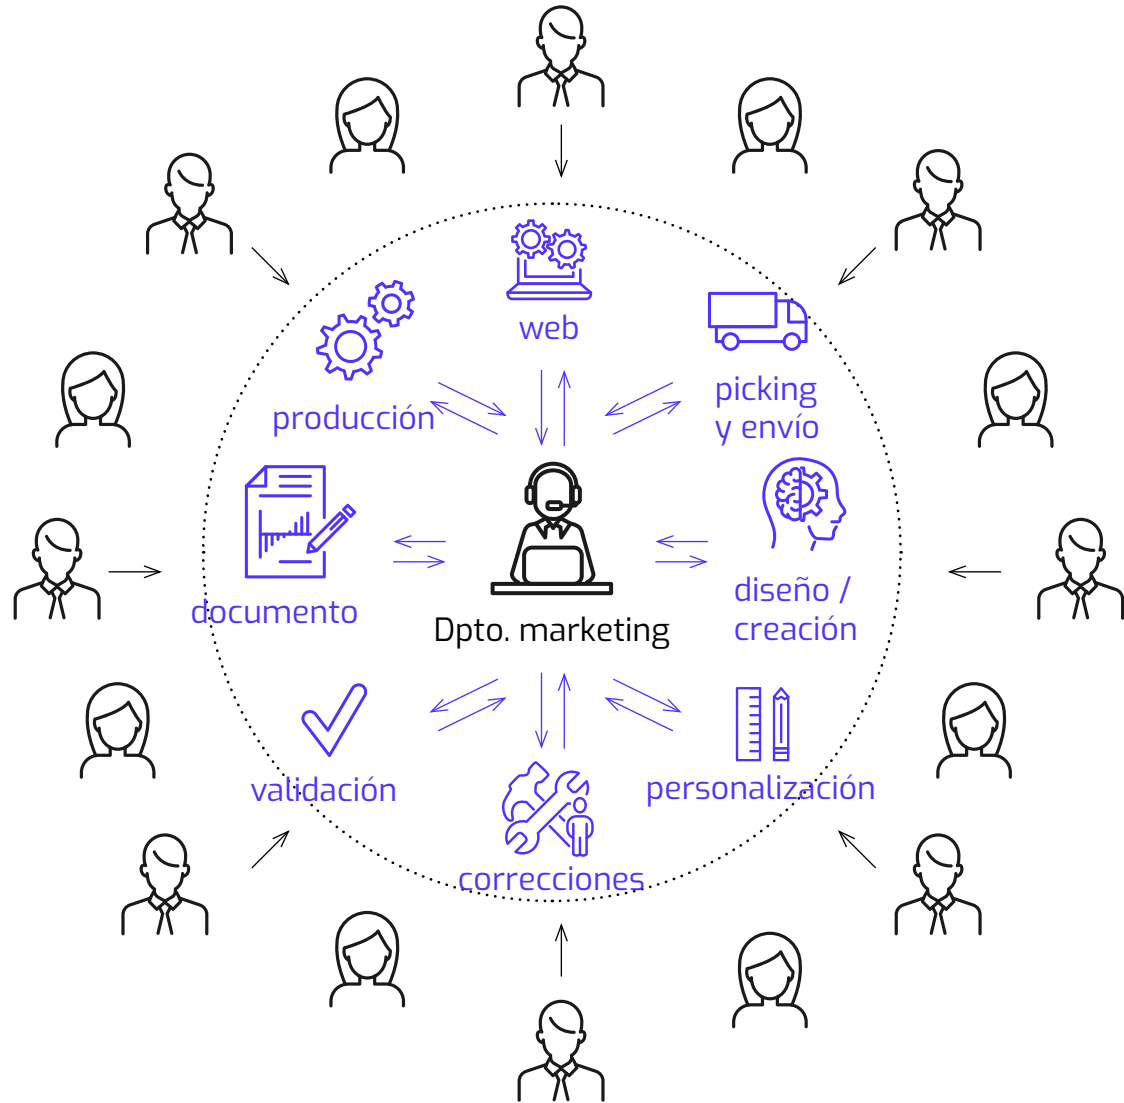 web
picking
y envío
producción
diseño /
creación
documento
Dpto. marketing
validación
personalización
correcciones